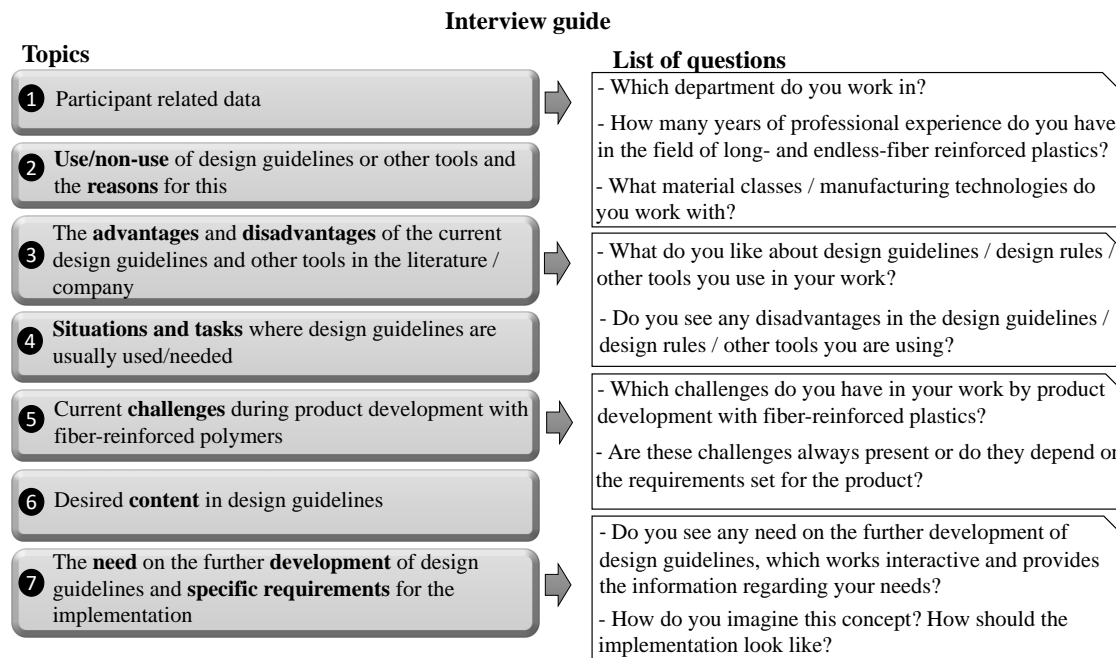 Interview guide
Topics
1 Participant related data
2 Use/non-use of design guidelines or other tools and
the reasons for this
3 The advantages and disadvantages of the current
design guidelines and other tools in the literature /
company
4 Situations and tasks where design guidelines are
usually used/needed
5 Current challenges during product development with
fiber-reinforced polymers
6 Desired content in design guidelines
7 The need on the further development of design
guidelines and specific requirements for the
implementation
List of questions
- Which department do you work in?
- How many years of professional experience do you have
in the field of long- and endless-fiber reinforced plastics?
- What material classes / manufacturing technologies do
you work with?
- What do you like about design guidelines / design rules /
other tools you use in your work?
- Do you see any disadvantages in the design guidelines /
design rules / other tools you are using?
- Which challenges do you have in your work by product
development with fiber-reinforced plastics?
- Are these challenges always present or do they depend on
the requirements set for the product?
- Do you see any need on the further development of
design guidelines, which works interactive and provides
the information regarding your needs?
- How do you imagine this concept? How should the
implementation look like?